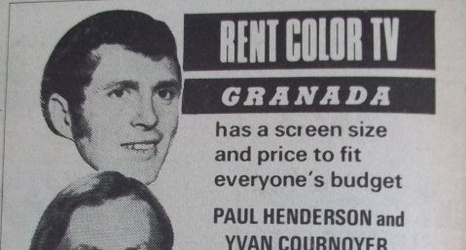 RENT COLOR TV
GRANADA
has a screen size
and price to fit
everyone's budget
PAUL HENDERSON and
YVAN COURNOYER